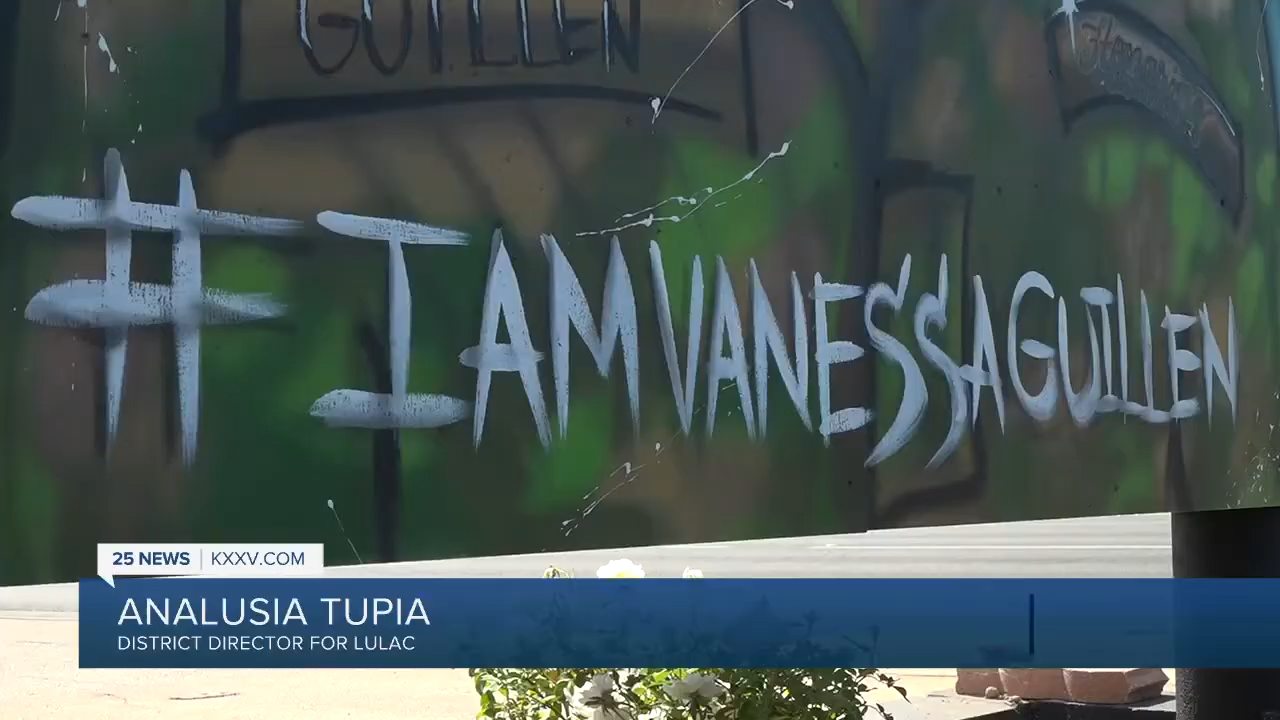 GUILLEN
#IAMVANESSAGUILLEN
25 NEWS | KXXV.COM
ANALUSIA TUPIA
DISTRICT DIRECTOR FOR LULAC